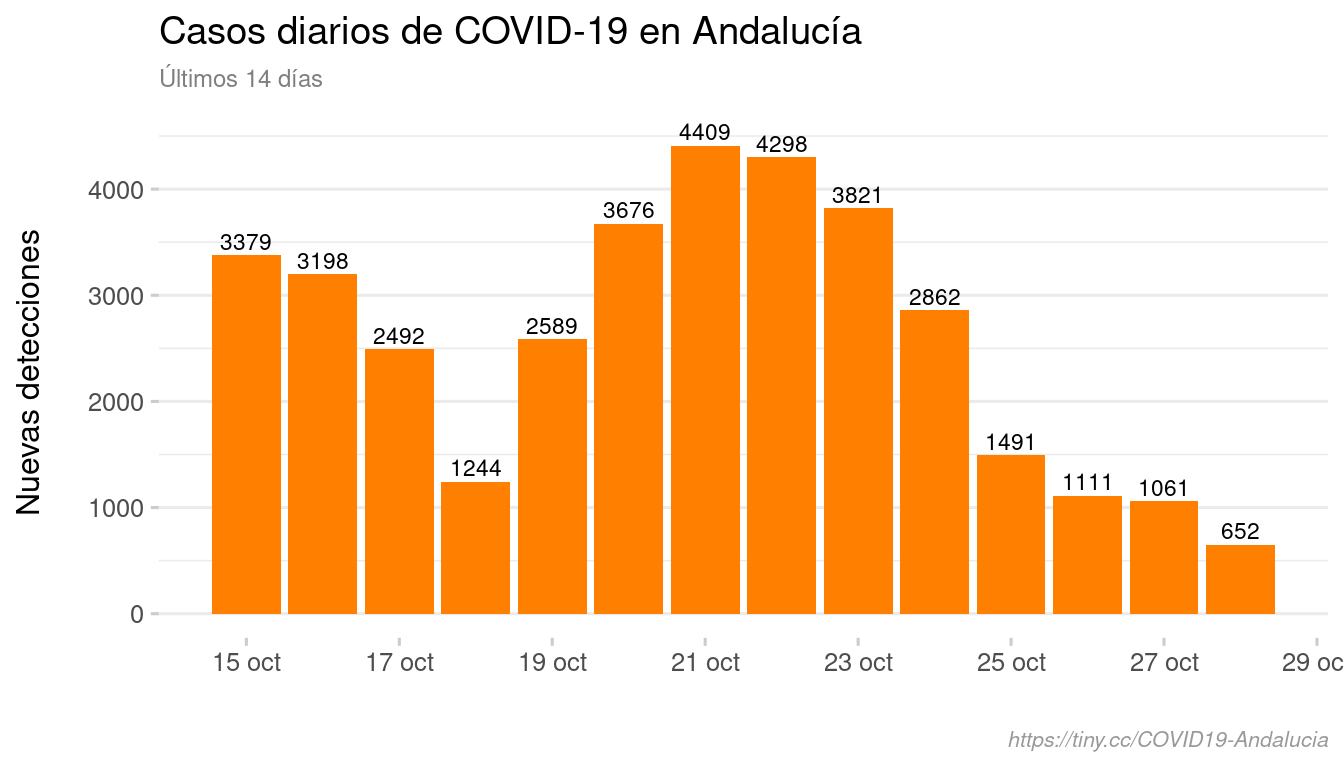 Casos diarios de COVID-19 en Andalucía
Últimos 14 días
Nuevas detecciones
4000
3000
2000
1000
0
3379
3198
2492
1244
2589
3676
4409
4298
3821
2862
1491
1111
1061
652
15 oct
17 oct
19 oct
21 oct
23 oct
25 oct
27 oct
29 oc
https://tiny.cc/COVID19-Andalucia